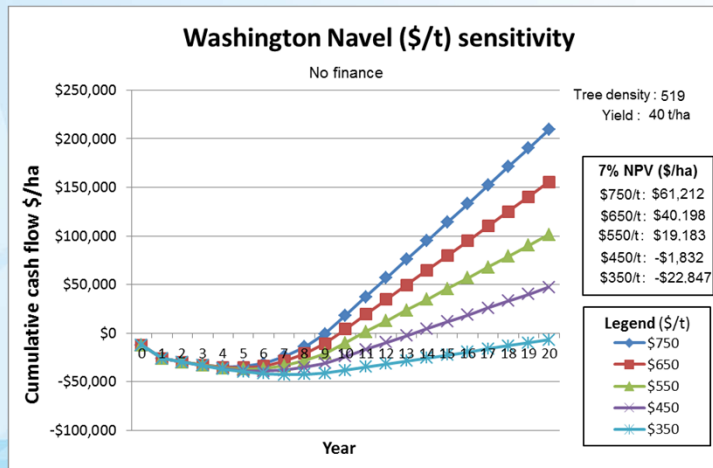 Washington Navel ($/t) sensitivity
No finance
Tree density : 519
Yield : 40 t/ha
$250,000
$200,000
$150,000
$100,000
$50,000
$0
-$50,000
-$100,000
Cumulative cash flow $/ha
0 1 2 3 4 5 6 7 8 9 10 11 12 13 14 15 16 17 18 19 20
Year
7% NPV ($/ha)
$750/t: $61,212
$650/t: $40.198
$550/t: $19,183
$450/t: -$1,832
$350/t: -$22.847
Legend ($/t)
$750
$650
$550
$450
$350